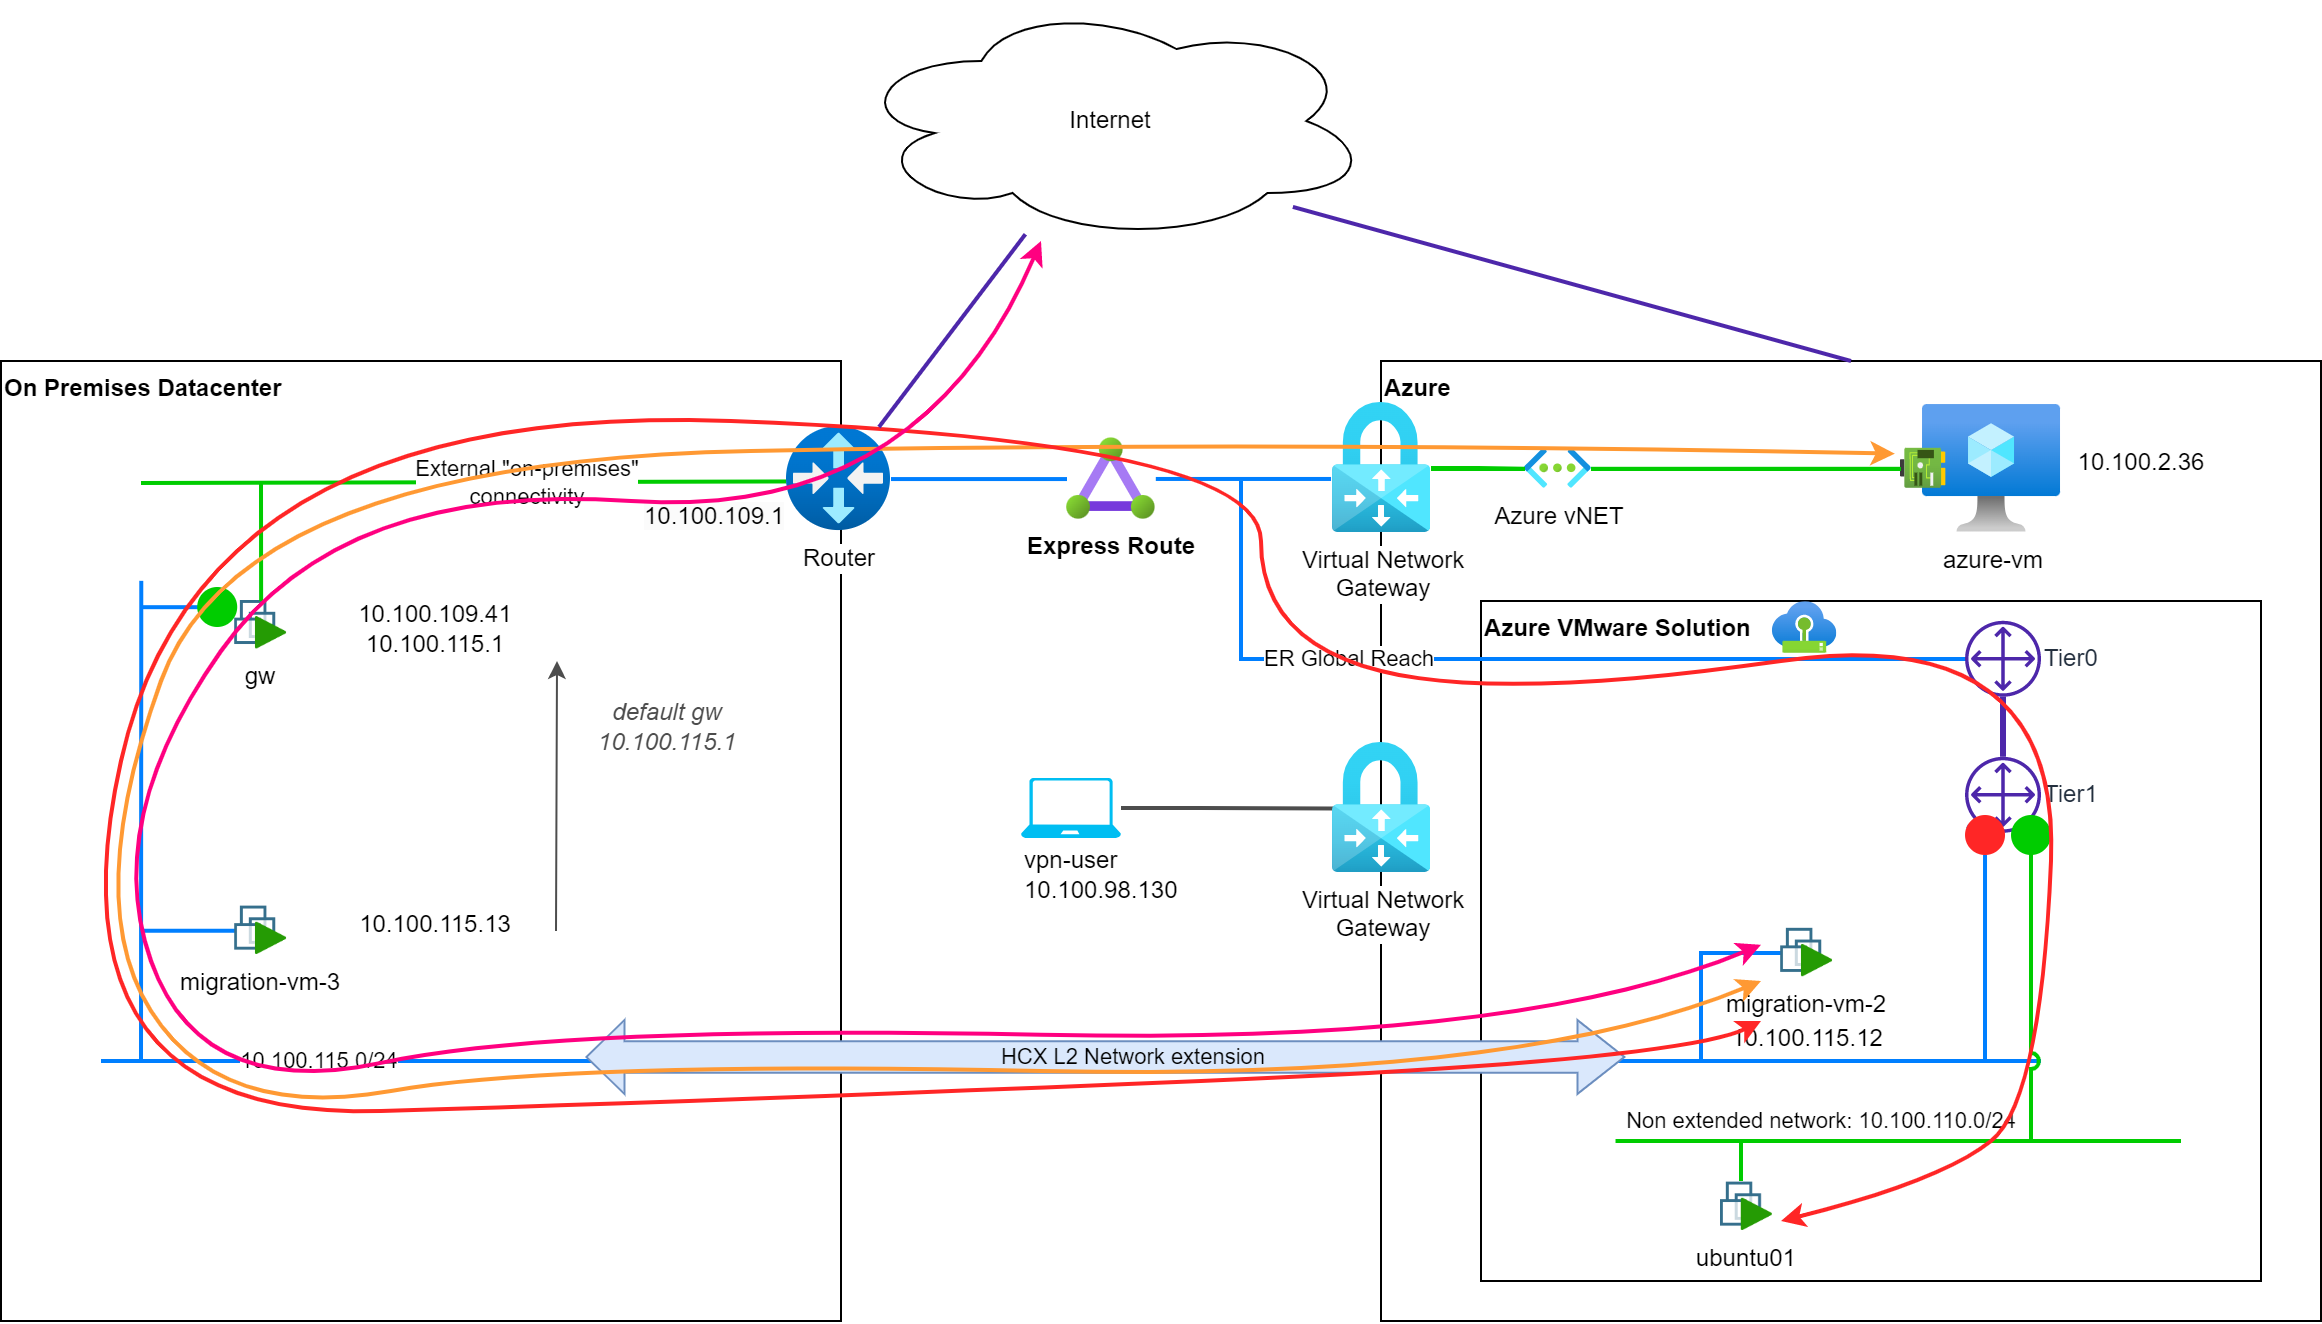 Internet
On Premises Datacenter
Azure
External "on-premises"
connectivity
10.100.109.1
Router
Express Route
Virtual Network
Gateway
Azure vNET
10.100.2.36
azure-vm
10.100.109.41
10.100.115.1
gw
default gw
10.100.115.1
ER Global Reach
Azure VMware Solution
Tier0
Tier1
vpn-user
10.100.98.130
Virtual Network
Gateway
10.100.115.13
migration-vm-3
migration-vm-2
10.100.115.12
10.100.115.0/24
HCX L2 Network extension
Non extended network: 10.100.110.0/24
ubuntu01